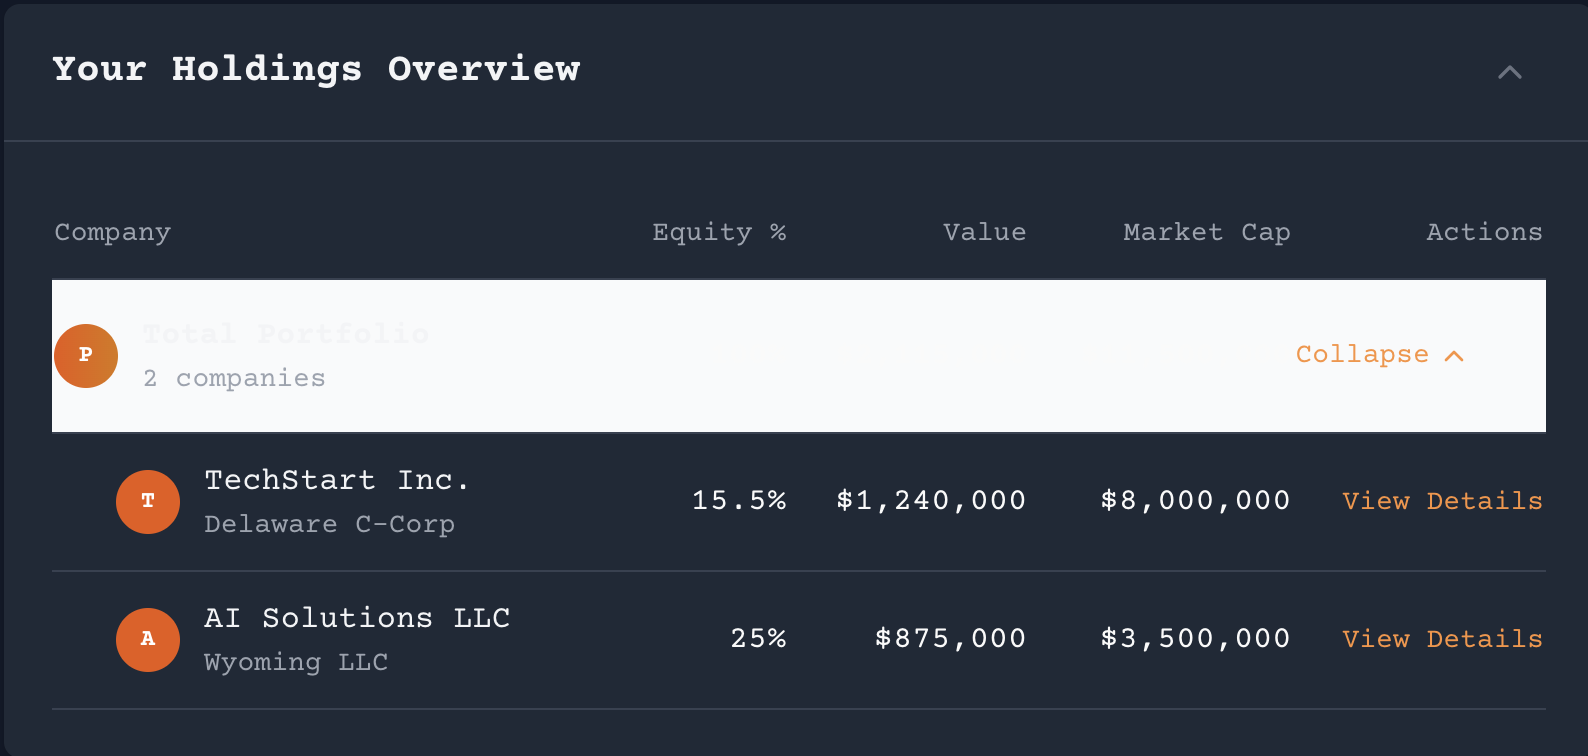 Your Holdings Overview
Company Equity % Value Market Cap Actions
P Total Portfolio
2 companies
Collapse
T TechStart Inc.
Delaware C-Corp
15.5% $1,240,000 $8,000,000 View Details
A AI Solutions LLC
Wyoming LLC
25% $875,000 $3,500,000 View Details